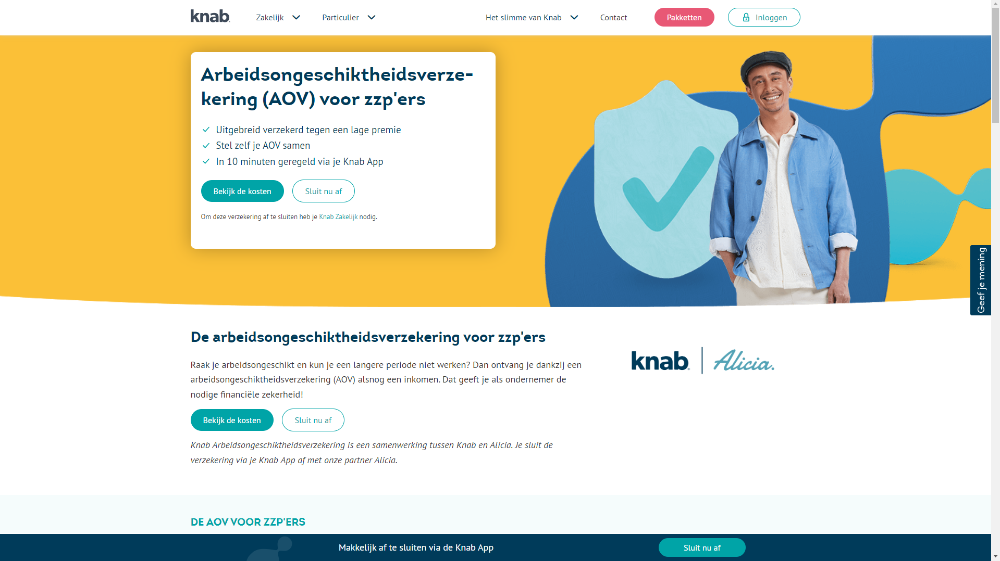 knab.
Zakelijk
Particulier
Het slimme van Knab
Contact
Pakketten
Inloggen
Arbeidsongeschiktheidsverze-
kering (AOV) voor zzp'ers
Uitgebreid verzekerd tegen een lage premie
Stel zelf je AOV samen
In 10 minuten geregeld via je Knab App
Bekijk de kosten
Sluit nu af
Om deze verzekering af te sluiten heb je Knab Zakelijk nodig.
Geef je mening
De arbeidsongeschiktheidsverzekering voor zzp'ers
Raak je arbeidsongeschikt en kun je een langere periode niet werken? Dan ontvang je dankzij een
arbeidsongeschiktheidsverzekering (AOV) alsnog een inkomen. Dat geeft je als ondernemer de
nodige financiële zekerheid!
knab. | Alicia.
Bekijk de kosten
Sluit nu af
Knab Arbeidsongeschiktheidsverzekering is een samenwerking tussen Knab en Alicia. Je sluit de
verzekering via je Knab App af met onze partner Alicia.
DE AOV VOOR ZZP'ERS
Makkelijk af te sluiten via de Knab App
Sluit nu af